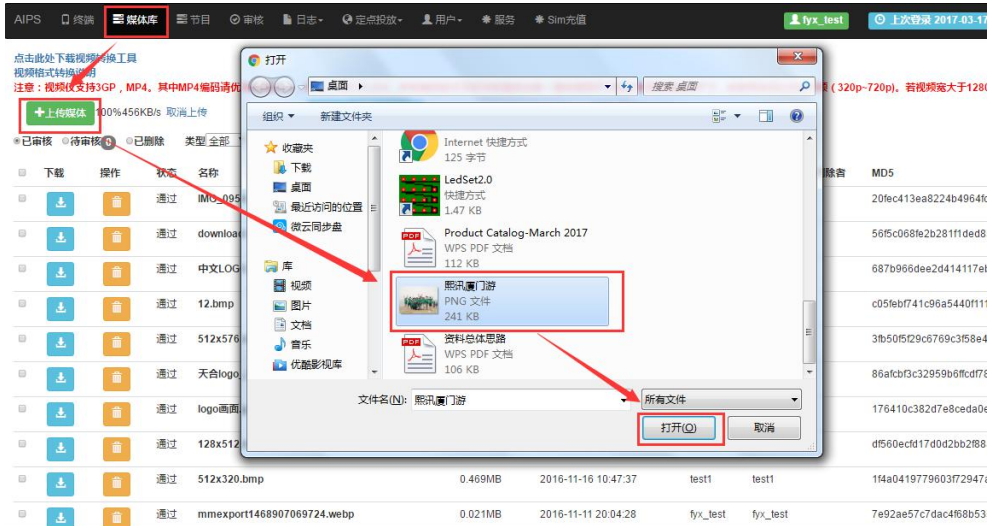 AIPS 终端 媒体库 节目 审核 日志 定点投放 用户 服务 Sim充值 fyx_test 上次登录 2017-03-17
点击此处下载视频转换工具
视频格式转换说明
注意：视频仅支持3GP，MP4。其中MP4编码请优 (320p~720p)。若视频宽大于1280
+上传媒体 100%456KB/s 取消上传
已审核 待审核 已删除 类型 全部
下载 操作 状态 名称 除者 MD5
通过 IMG_095 20fec413ea8224b4964fd
通过 download 56f5c068fe2b281f1ded8
通过 中文LOG 687b966dee2d414117eb
通过 12.bmp c05febf741c96a5440f111
通过 512x576 3fb50f5f29c6769c3f58e4
通过 天合logo 86afcbf3c32959b6ffcdf78
通过 logo画面 176410c382d7e8ceda0e
通过 128x512 df560ecfd17d0d2bb2f88
通过 512x320.bmp 0.469MB 2016-11-16 10:47:37 test1 test1 1f4a0419779603f72947a
通过 mmexport1468907069724.webp 0.021MB 2016-11-11 20:04:28 fyx_test fyx_test 7e92ae57c7dac4f68b53
打开
桌面
搜索 桌面
组织 新建文件夹
收藏夹
下载
桌面
最近访问的位置
微云同步盘
库
视频
图片
文档
音乐
优酷影视库
Internet 快捷方式
125 字节
LedSet2.0
快捷方式
1.47 KB
Product Catalog-March 2017
WPS PDF 文档
112 KB
熙讯厦门游
PNG 文件
241 KB
资料总体思路
WPS PDF 文档
106 KB
文件名(N): 熙讯厦门游 所有文件
打开(O) 取消